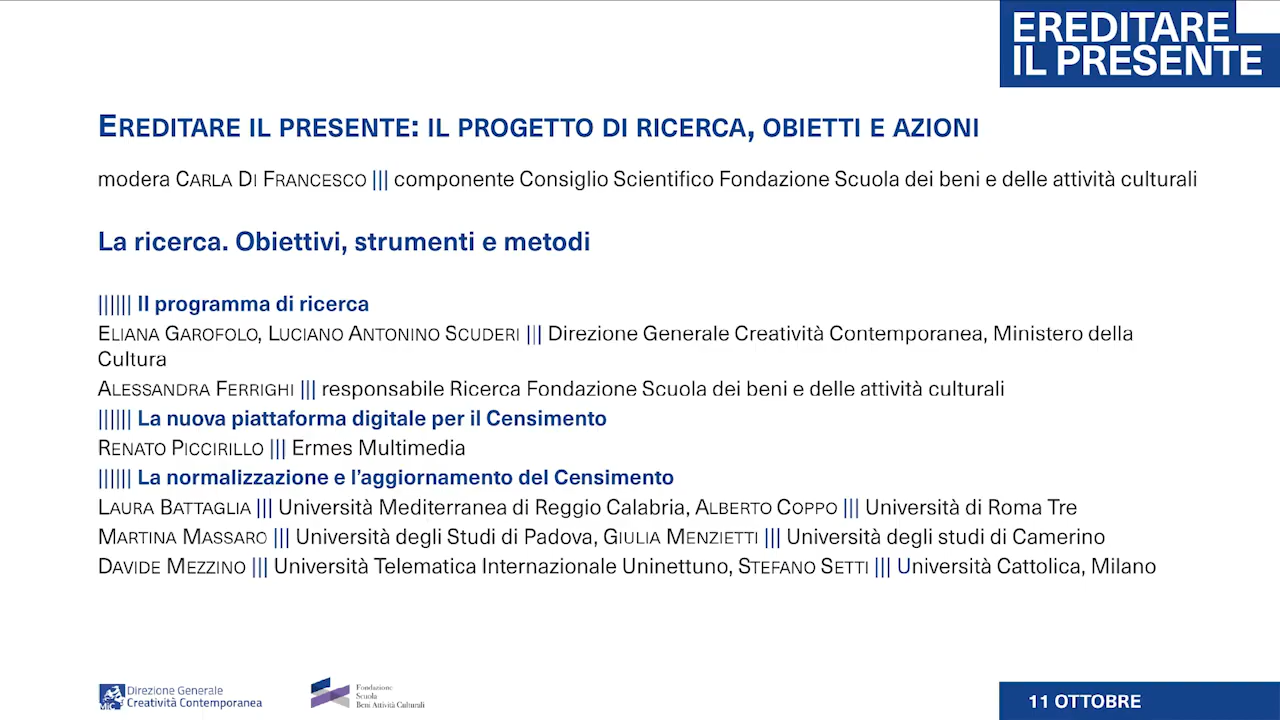 EREDITARE
IL PRESENTE
EREDITARE IL PRESENTE: IL PROGETTO DI RICERCA, OBIETTI E AZIONI
modera CARLA DI FRANCESCO ||| componente Consiglio Scientifico Fondazione Scuola dei beni e delle attività culturali
La ricerca. Obiettivi, strumenti e metodi
|||||| Il programma di ricerca
ELIANA GAROFOLO, LUCIANO ANTONINO SCUDERI ||| Direzione Generale Creatività Contemporanea, Ministero della
Cultura
ALESSANDRA FERRIGHI ||| responsabile Ricerca Fondazione Scuola dei beni e delle attività culturali
|||||| La nuova piattaforma digitale per il Censimento
RENATO PICCIRILLO ||| Ermes Multimedia
|||||| La normalizzazione e l'aggiornamento del Censimento
LAURA BATTAGLIA ||| Università Mediterranea di Reggio Calabria, ALBERTO COPPO ||| Università di Roma Tre
MARTINA MASSARO ||| Università degli Studi di Padova, GIULIA MENZIETTI ||| Università degli studi di Camerino
DAVIDE MEZZINO ||| Università Telematica Internazionale Uninettuno, STEFANO SETTI ||| Università Cattolica, Milano
MiC
Direzione Generale
Creatività Contemporanea
Fondazione
Scuola
Beni Attività Culturali
11 OTTOBRE